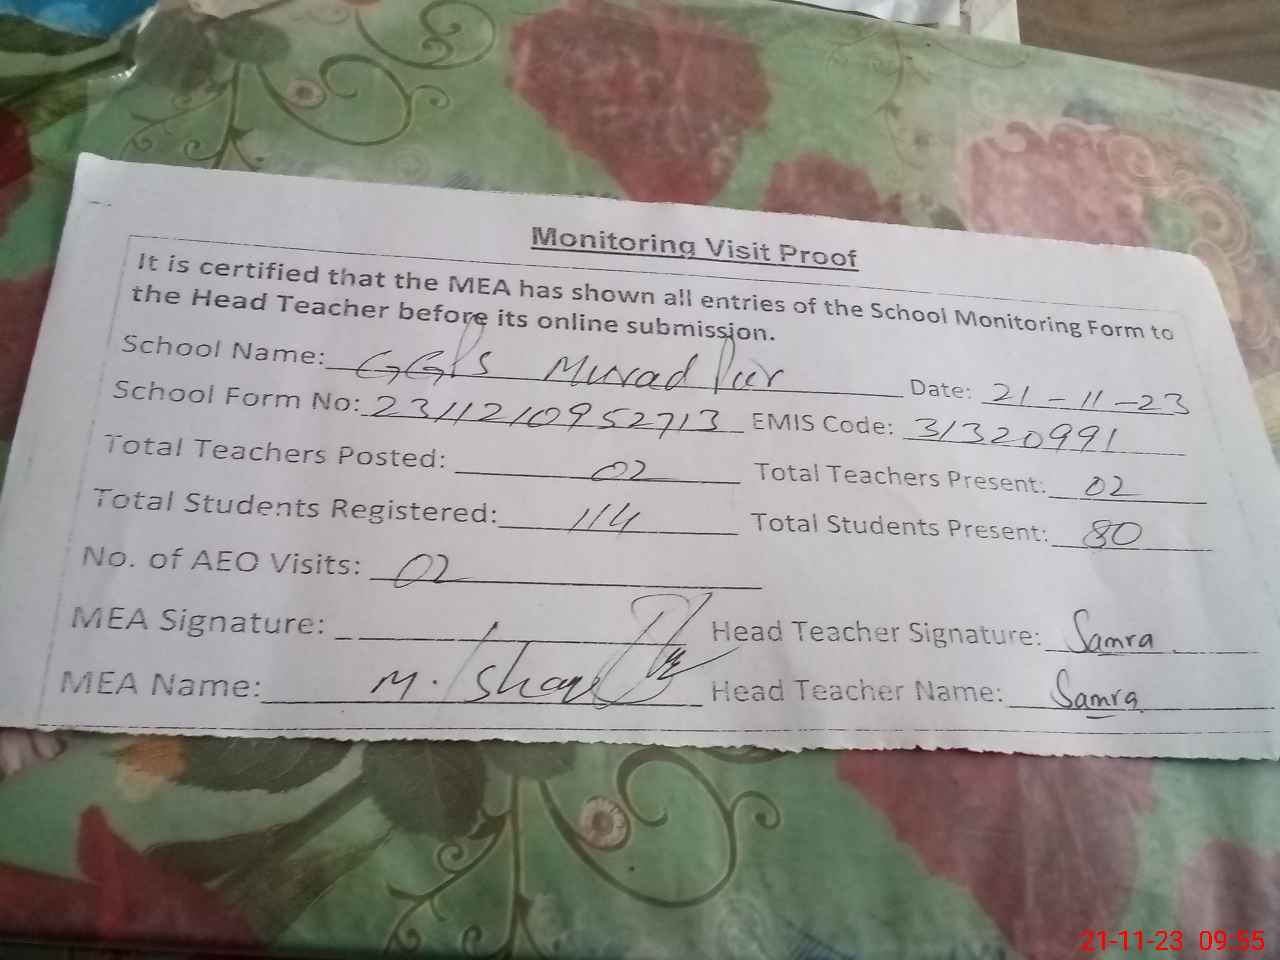 Monitoring Visit Proof
It is certified that the MEA has shown all entries of the School Monitoring Form to
the Head Teacher before its online submission.
School Name: GGPS Murad Pur Date: 21-11-23
School Form No: 2311210952713 EMIS Code: 31320991
Total Teachers Posted: 02 Total Teachers Present: 02
Total Students Registered: 114 Total Students Present: 80
No. of AEO Visits: 02
MEA Signature: Head Teacher Signature: Samra
MEA Name: M. Head Teacher Name: Samra
21-11-23 09:55